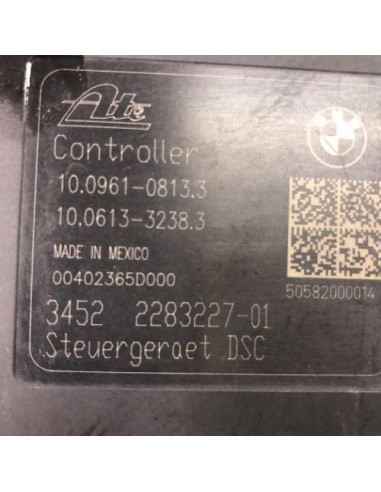 Ate
Controller
10.0961-0813.3
10.0613-3238.3
MADE IN MEXICO
00402365D000
50582000014
3452 2283227-01
Steuergeraet DSC